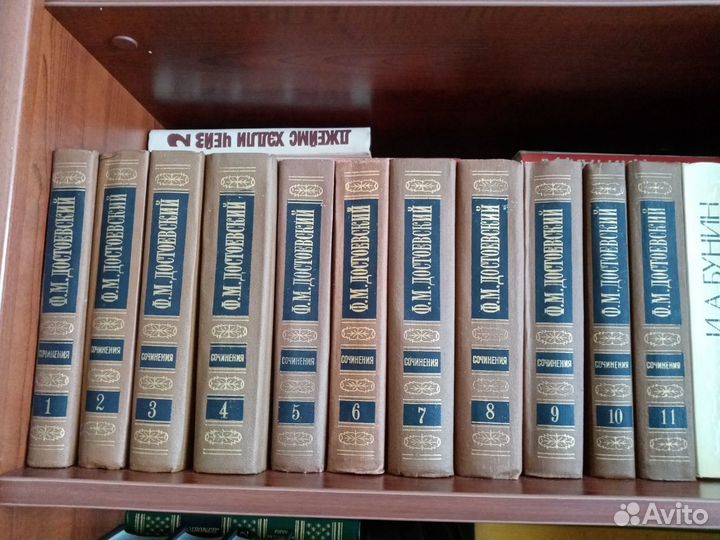 ДЖЕЙМС ХЭДЛИ ЧЕЙЗ 2
Ф.М.ДОСТОЕВСКИЙ
СОЧИНЕНИЯ
1
Ф.М.ДОСТОЕВСКИЙ
СОЧИНЕНИЯ
2
Ф.М.ДОСТОЕВСКИЙ
СОЧИНЕНИЯ
3
Ф.М.ДОСТОЕВСКИЙ
СОЧИНЕНИЯ
4
Ф.М.ДОСТОЕВСКИЙ
СОЧИНЕНИЯ
5
Ф.М.ДОСТОЕВСКИЙ
СОЧИНЕНИЯ
6
Ф.М.ДОСТОЕВСКИЙ
СОЧИНЕНИЯ
7
Ф.М.ДОСТОЕВСКИЙ
СОЧИНЕНИЯ
8
Ф.М.ДОСТОЕВСКИЙ
СОЧИНЕНИЯ
9
Ф.М.ДОСТОЕВСКИЙ
СОЧИНЕНИЯ
10
Ф.М.ДОСТОЕВСКИЙ
СОЧИНЕНИЯ
11
И.А.БУНИН
Avito